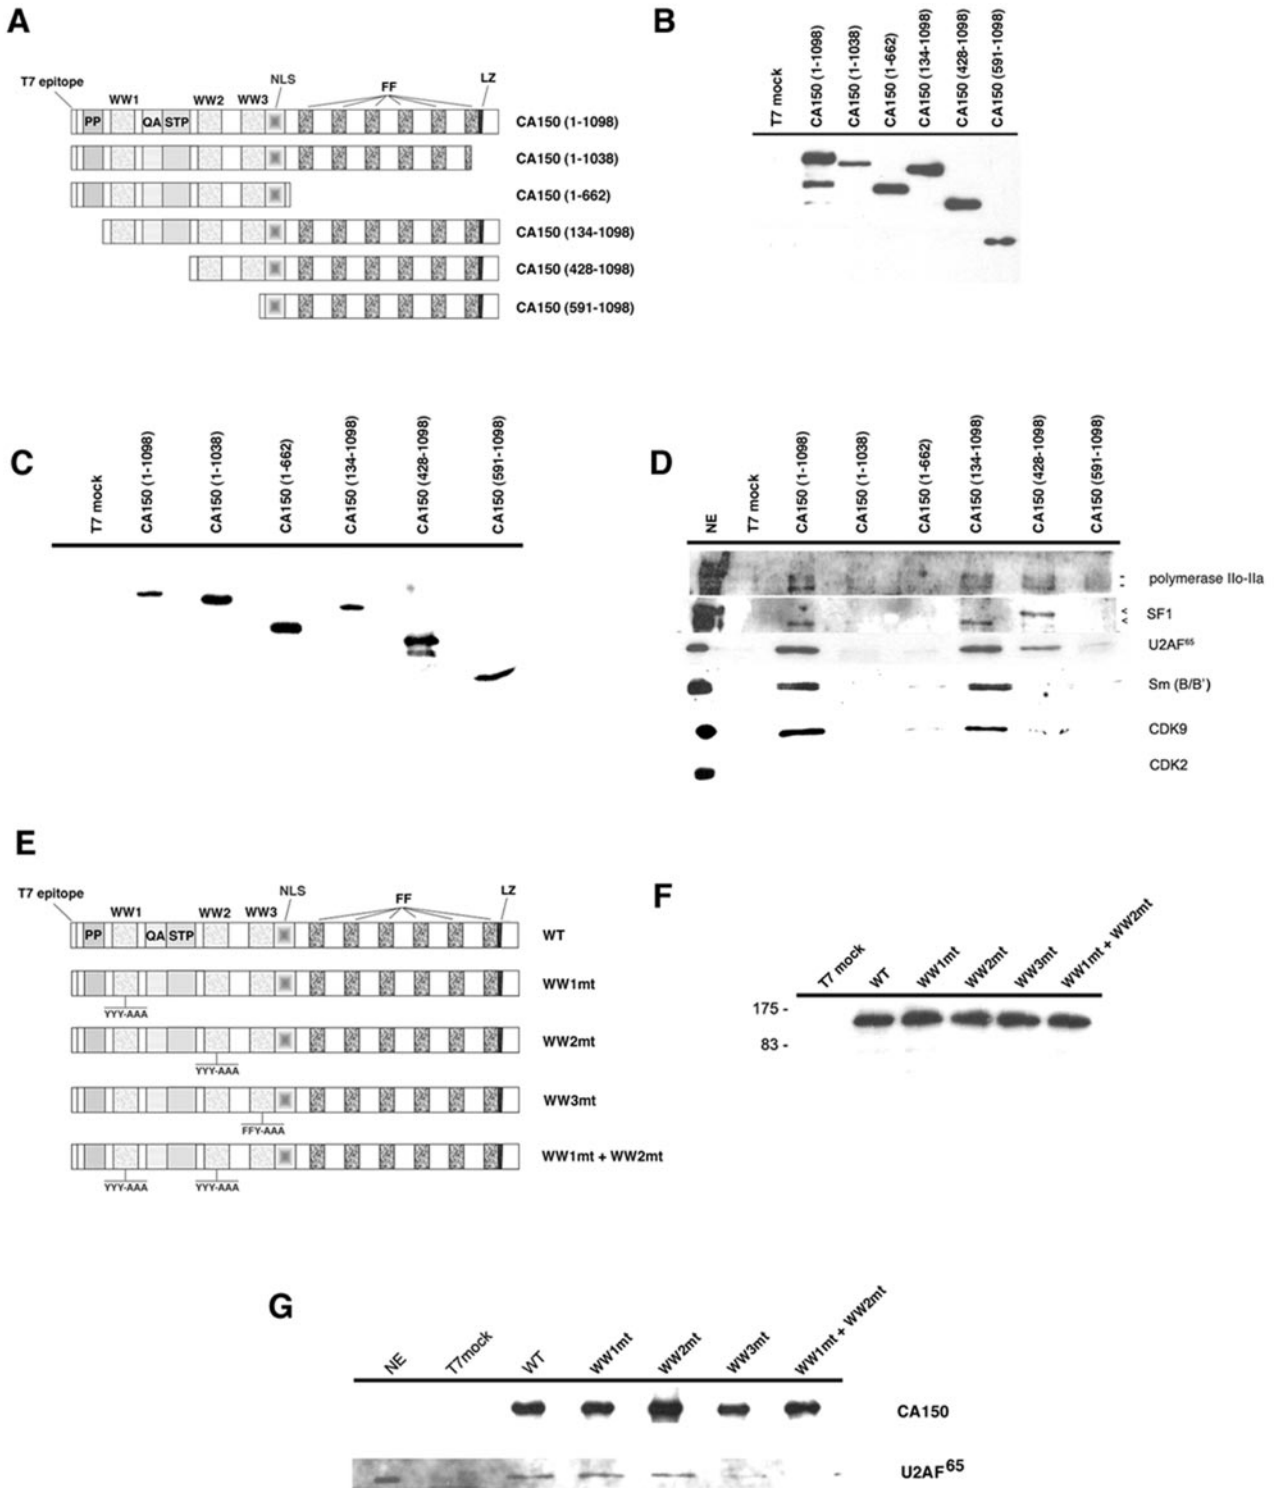 A
T7 epitope
WW1
WW2
WW3
NLS
FF
LZ
PP
QA
STP
CA150 (1-1098)
CA150 (1-1038)
CA150 (1-662)
CA150 (134-1098)
CA150 (428-1098)
CA150 (591-1098)
B
T7 mock
CA150 (1-1098)
CA150 (1-1038)
CA150 (1-662)
CA150 (134-1098)
CA150 (428-1098)
CA150 (591-1098)
C
T7 mock
CA150 (1-1098)
CA150 (1-1038)
CA150 (1-662)
CA150 (134-1098)
CA150 (428-1098)
CA150 (591-1098)
D
NE
T7 mock
CA150 (1-1098)
CA150 (1-1038)
CA150 (1-662)
CA150 (134-1098)
CA150 (428-1098)
CA150 (591-1098)
polymerase IIo-IIa
SF1
U2AF65
Sm (B/B')
CDK9
CDK2
E
T7 epitope
WW1
WW2
WW3
NLS
FF
LZ
PP
QA
STP
WT
WW1mt
YYY-AAA
WW2mt
YYY-AAA
WW3mt
FFY-AAA
WW1mt + WW2mt
YYY-AAA
YYY-AAA
F
T7 mock
WT
WW1mt
WW2mt
WW3mt
WW1mt + WW2mt
175 -
83 -
G
NE
T7mock
WT
WW1mt
WW2mt
WW3mt
WW1mt + WW2mt
CA150
U2AF65